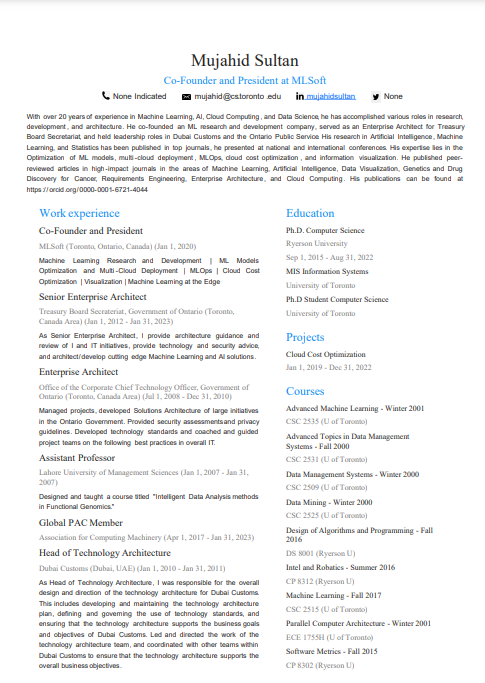 Mujahid Sultan
Co-Founder and President at MLSoft
None Indicated mujahid@cstoronto .edu in mujahidsultan None
With over 20 years of experience in Machine Learning, AI, Cloud Computing , and Data Science, he has accomplished various roles in research,
development , and architecture. He co-founded an ML research and development company, served as an Enterprise Architect for Treasury
Board Secretariat, and held leadership roles in Dubai Customs and the Ontario Public Service His research in Artificial Intelligence , Machine
Learning, and Statistics has been published in top journals, he presented at national and international conferences. His expertise lies in the
Optimization of ML models, multi-cloud deployment , MLOps, cloud cost optimization , and information visualization. He published peer-
reviewed articles in high-impact journals in the areas of Machine Learning, Artificial Intelligence, Data Visualization, Genetics and Drug
Discovery for Cancer, Requirements Engineering, Enterprise Architecture, and Cloud Computing. His publications can be found at
https://orcid.org/0000-0001-6721-4044
Work experience
Co-Founder and President
MLSoft (Toronto, Ontario, Canada) (Jan 1, 2020)
Machine Learning Research and Development | ML Models
Optimization and Multi-Cloud Deployment | MLOps | Cloud Cost
Optimization | Visualization | Machine Learning at the Edge
Senior Enterprise Architect
Treasury Board Secrateriat, Government of Ontario (Toronto,
Canada Area) (Jan 1, 2012 - Jan 31, 2023)
As Senior Enterprise Architect, I provide architecture guidance and
review of I and IT initiatives, provide technology and security advice,
and architect/develop cutting edge Machine Learning and AI solutions.
Enterprise Architect
Office of the Corporate Chief Technology Officer, Government of
Ontario (Toronto, Canada Area) (Jul 1, 2008 - Dec 31, 2010)
Managed projects, developed Solutions Architecture of large initiatives
in the Ontario Government. Provided security assessments and privacy
guidelines. Developed technology standards and coached and guided
project teams on the following best practices in overall IT.
Assistant Professor
Lahore University of Management Sciences (Jan 1, 2007 - Jan 31,
2007)
Designed and taught a course titled "Intelligent Data Analysis methods
in Functional Genomics."
Global PAC Member
Association for Computing Machinery (Apr 1, 2017 - Jan 31, 2023)
Head of Technology Architecture
Dubai Customs (Dubai, UAE) (Jan 1, 2010 - Jan 31, 2011)
As Head of Technology Architecture, I was responsible for the overall
design and direction of the technology architecture for Dubai Customs.
This includes developing and maintaining the technology architecture
plan, defining and governing the use of technology standards, and
ensuring that the technology architecture supports the business goals
and objectives of Dubai Customs. Led and directed the work of the
technology architecture team, and coordinated with other teams within
Dubai Customs to ensure that the technology architecture supports the
overall business objectives.
Education
Ph.D. Computer Science
Ryerson University
Sep 1, 2015 - Aug 31, 2022
MIS Information Systems
University of Toronto
Ph.D Student Computer Science
University of Toronto
Projects
Cloud Cost Optimization
Jan 1, 2019 - Dec 31, 2022
Courses
Advanced Machine Learning - Winter 2001
CSC 2535 (U of Toronto)
Advanced Topics in Data Management
Systems - Fall 2000
CSC 2531 (U of Toronto)
Data Management Systems - Winter 2000
CSC 2509 (U of Toronto)
Data Mining - Winter 2000
CSC 2525 (U of Toronto)
Design of Algorithms and Programming - Fall
2016
DS 8001 (Ryerson U)
Intel and Robotics - Summer 2016
CP 8312 (Ryerson U)
Machine Learning - Fall 2017
CSC 2515 (U of Toronto)
Parallel Computer Architecture - Winter 2001
ECE 1755H (U of Toronto)
Software Metrics - Fall 2015
CP 8302 (Ryerson U)